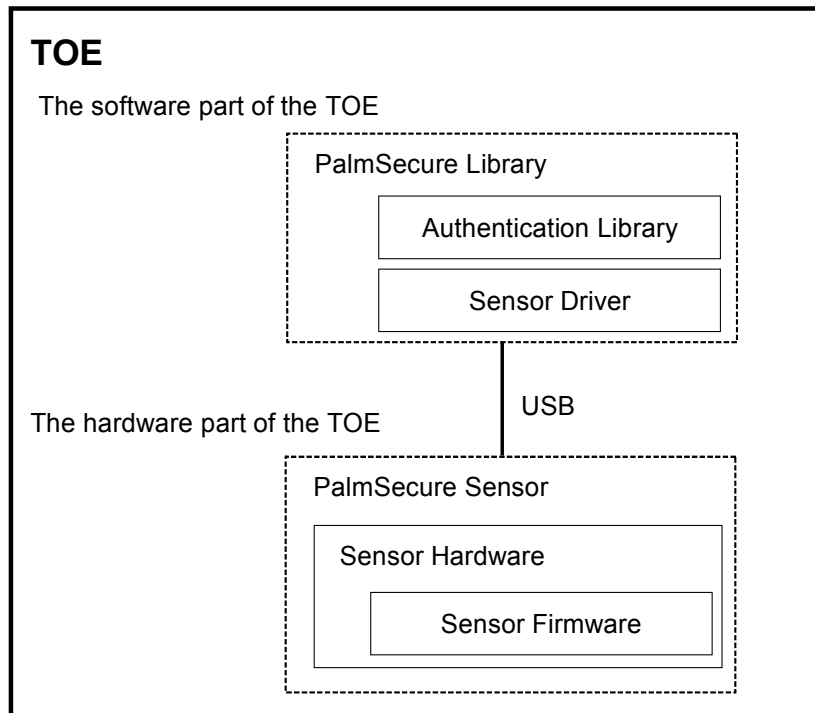 TOE
The software part of the TOE
PalmSecure Library
Authentication Library
Sensor Driver
USB
The hardware part of the TOE
PalmSecure Sensor
Sensor Hardware
Sensor Firmware